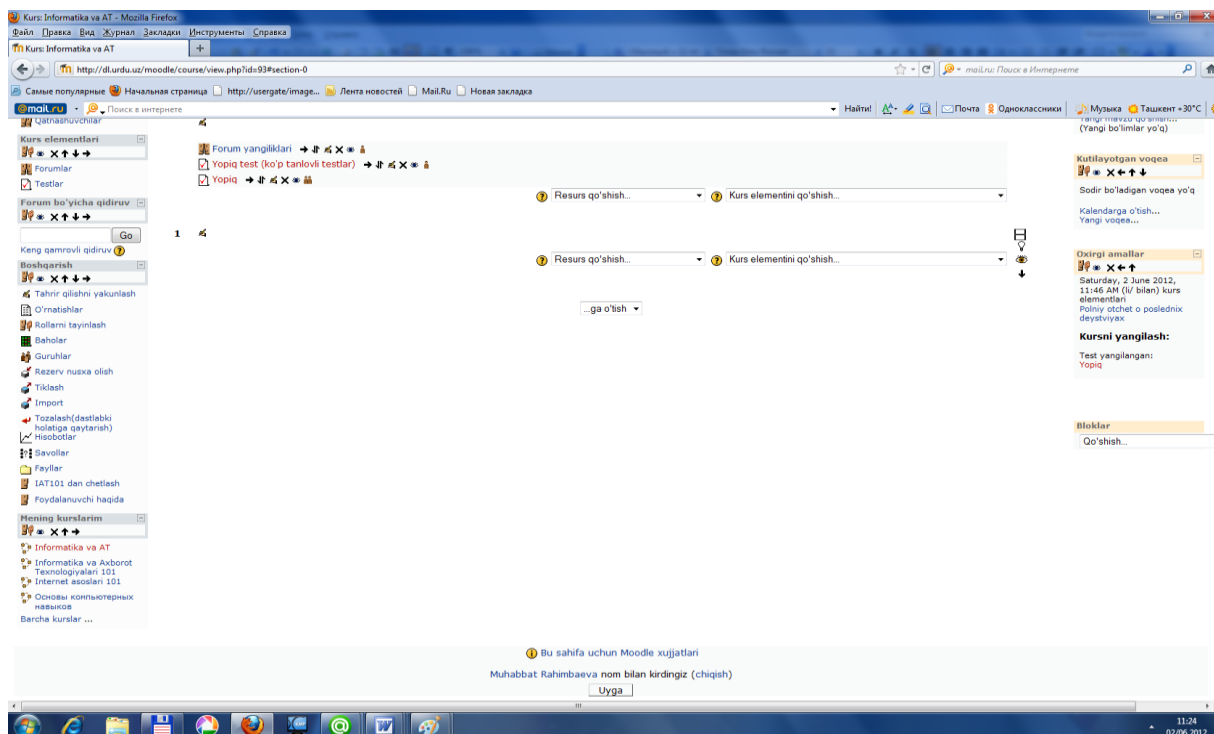 Kurs: Informatika va AT - Mozilla Firefox
Файл Правка Вид Журнал Закладки Инструменты Справка
Kurs: Informatika va AT
http://dl.urdu.uz/moodle/course/view.php?id=93#section-0
mail.ru: Поиск в Интернете
Самые популярные Начальная страница http://usergate/image... Лента новостей Mail.Ru Новая закладка
@mail.ru Поиск в интернете Найти! Почта Одноклассники Музыка Ташкент +30°C
Qatnashuvchilar
Kurs elementlari
Forumlar
Testlar
Forum bo'yicha qidiruv
Go
Keng qamrovli qidiruv
Boshqarish
Tahrir qilishni yakunlash
O'rnatishlar
Rollarni tayinlash
Baholar
Guruhlar
Rezerv nusxa olish
Tiklash
Import
Tozalash(dastlabki
holatiga qaytarish)
Hisobotlar
Savollar
Fayllar
IAT101 dan chetlash
Foydalanuvchi haqida
Mening kurslarim
Informatika va AT
Informatika va Axborot
Texnologiyalari 101
Internet asoslari 101
Основы компьютерных
навыков
Barcha kurslar ...
Forum yangiliklari
Yopiq test (ko'p tanlovli testlar)
Yopiq
Resurs qo'shish... Kurs elementini qo'shish...
1
Resurs qo'shish... Kurs elementini qo'shish...
...ga o'tish
Yangi mavzu qo'shish...
(Yangi bo'limlar yo'q)
Kutilayotgan voqea
Sodir bo'ladigan voqea yo'q
Kalendarga o'tish...
Yangi voqea...
Oxirgi amallar
Saturday, 2 June 2012,
11:46 AM (li/ bilan) kurs
elementlari
Polniy otchet o poslednix
deystviyax
Kursni yangilash:
Test yangilangan:
Yopiq
Bloklar
Qo'shish...
Bu sahifa uchun Moodle xujjatlari
Muhabbat Rahimbaeva nom bilan kirdingiz (chiqish)
Uyga
11:24
02/06/2012